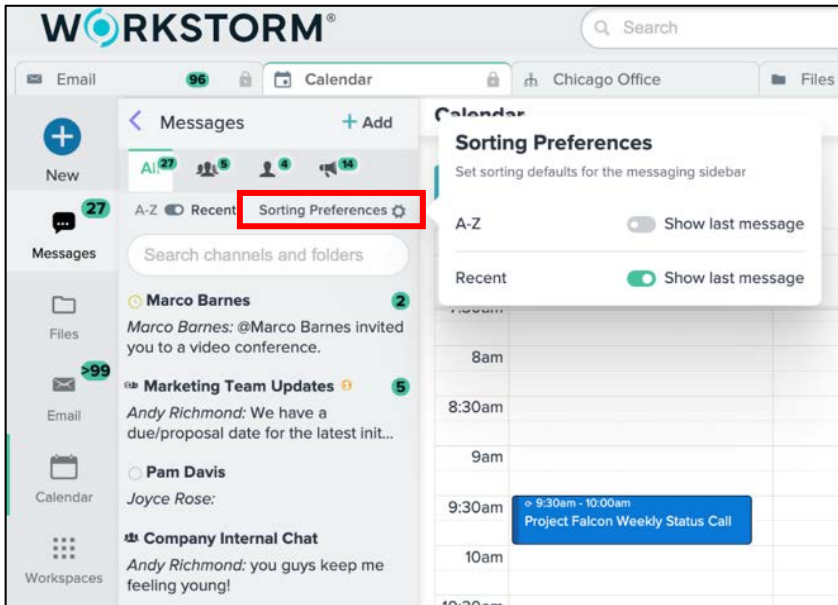 WORKSTORM®
Search
Email 96
Calendar
Chicago Office
Files
New
27
Messages
Files
>99
Email
Calendar
Workspaces
Messages
+ Add
All 27 5 4 14
A-Z Recent Sorting Preferences
Search channels and folders
Marco Barnes 2
Marco Barnes: @Marco Barnes invited
you to a video conference.
Marketing Team Updates 5
Andy Richmond: We have a
due/proposal date for the latest init...
Pam Davis
Joyce Rose:
Company Internal Chat
Andy Richmond: you guys keep me
feeling young!
Calendar
Sorting Preferences
Set sorting defaults for the messaging sidebar
A-Z Show last message
Recent Show last message
7:30am
8am
8:30am
9am
9:30am
9:30am - 10:00am
Project Falcon Weekly Status Call
10am
10:30am